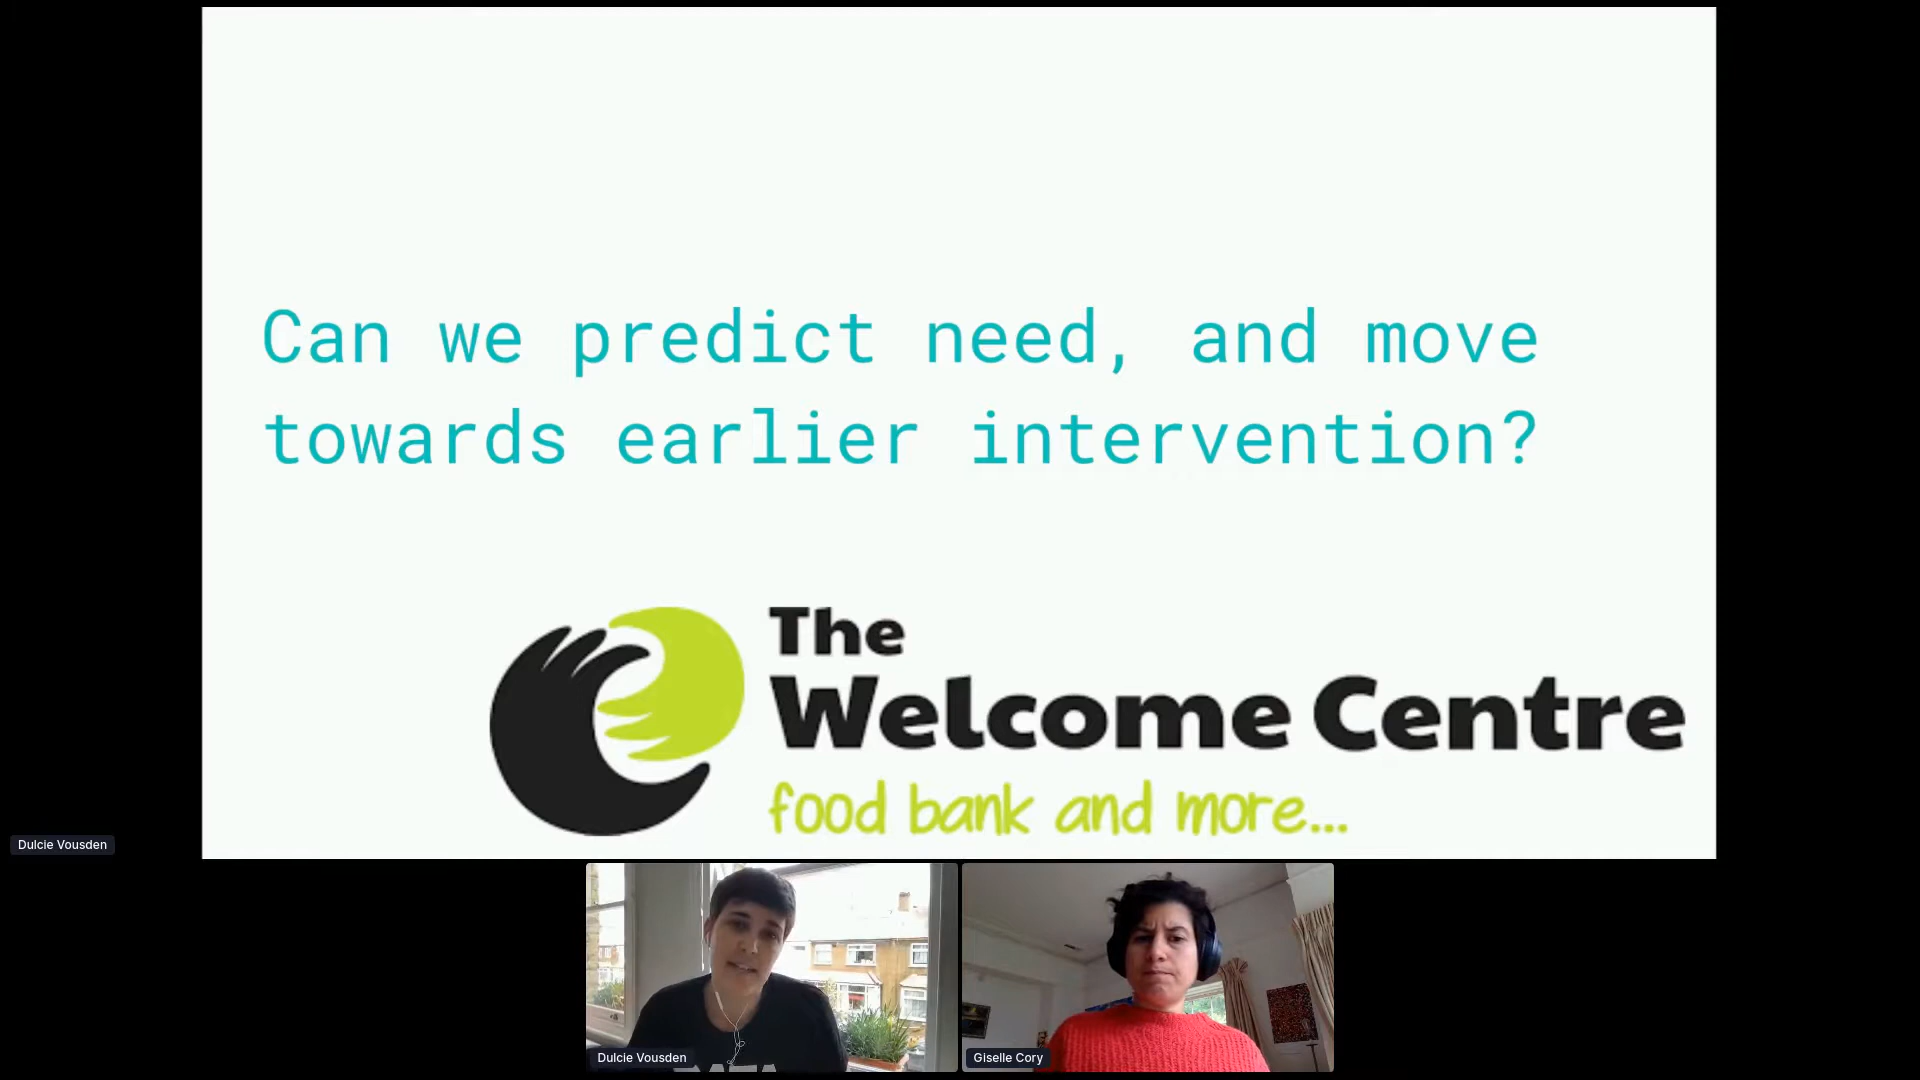 Can we predict need, and move
towards earlier intervention?
The
Welcome Centre
food bank and more...
Dulcie Vousden
Dulcie Vousden
Giselle Cory